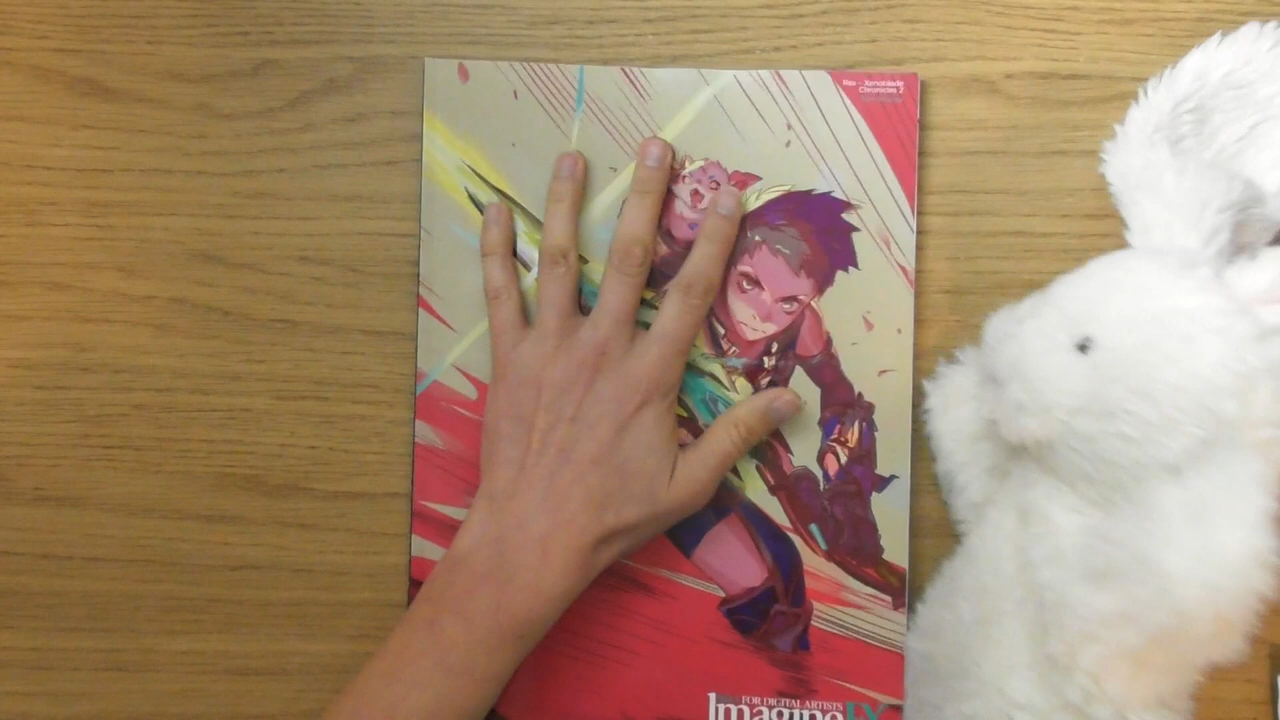 Rex - Xenoblade
Chronicles 2
FOR DIGITAL ARTISTS
ImagineFX